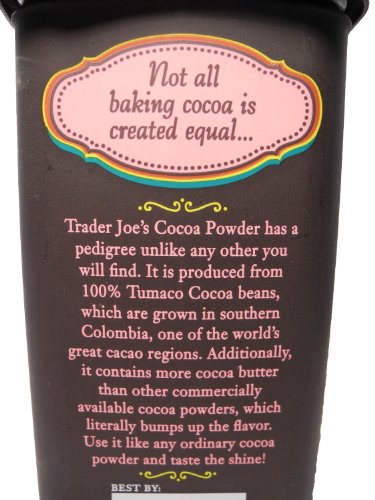 Not all
baking cocoa is
created equal...
Trader Joe's Cocoa Powder has a
pedigree unlike any other you
will find. It is produced from
100% Tumaco Cocoa beans,
which are grown in southern
Colombia, one of the world's
great cacao regions. Additionally,
it contains more cocoa butter
than other commercially
available cocoa powders, which
literally bumps up the flavor.
Use it like any ordinary cocoa
powder and taste the shine!
BEST BY: